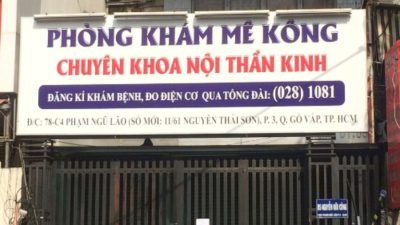 PHÒNG KHÁM MÊ KÔNG
CHUYÊN KHOA NỘI THẦN KINH
ĐĂNG KÍ KHÁM BỆNH, ĐO ĐIỆN CƠ QUA TỔNG ĐÀI: (028) 1081
Đ/C: 78-C4 PHẠM NGŨ LÃO (SỐ MỚI: 11/61 NGUYỄN THÁI SƠN), P. 3, Q. GÒ VẤP, TP. HCM